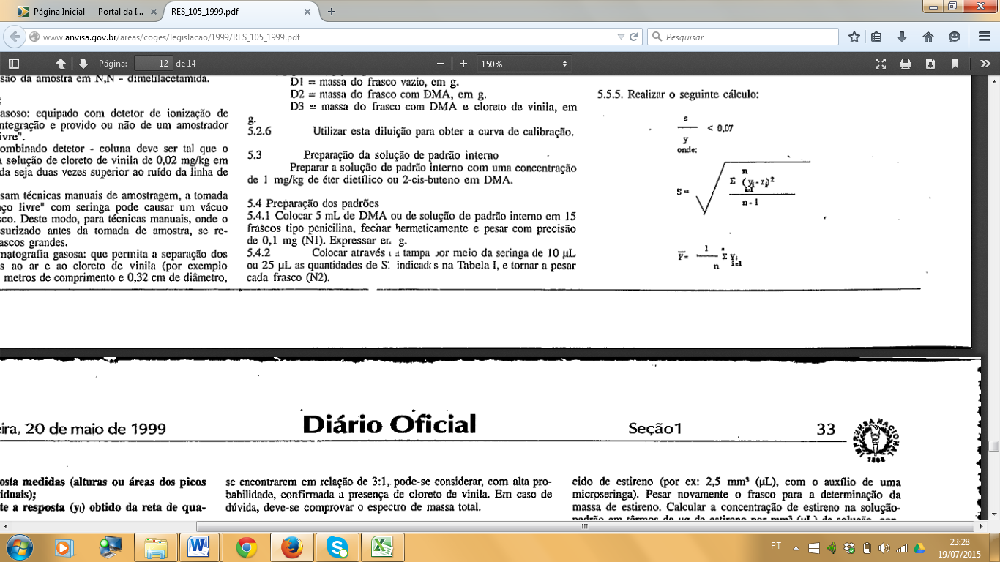 Página Inicial — Portal da I...
RES_105_1999.pdf
www.anvisa.gov.br/areas/coges/legislacao/1999/RES_105_1999.pdf
Pesquisar
Página: 12 de 14
150%
são da amostra em N,N - dimetilacetamida.
asoso: equipado com detetor de ionização de
ntegração e provido ou não de um amostrador
ivre".
ombinado detetor - coluna deve ser tal que o
a solução de cloreto de vinila de 0,02 mg/kg em
da seja duas vezes superior ao ruído da linha de
sam técnicas manuais de amostragem, a tomada
ço livre" com seringa pode causar um vácuo
sco. Deste modo, para técnicas manuais, onde o
ssurizado antes da tomada de amostra, se re-
ascos grandes.
matografia gasosa: que permita a separação dos
s ao ar e ao cloreto de vinila (por exemplo
metros de comprimento e 0,32 cm de diâmetro,
D1 = massa do frasco vazio, em g.
D2 = massa do frasco com DMA, em g.
D3 = massa do frasco com DMA e cloreto de vinila, em
g.
5.2.6 Utilizar esta diluição para obter a curva de calibração.
5.3 Preparação da solução de padrão interno
Preparar a solução de padrão interno com uma concentração
de 1 mg/kg de éter dietílico ou 2-cis-buteno em DMA.
5.4 Preparação dos padrões
5.4.1 Colocar 5 mL de DMA ou de solução de padrão interno em 15
frascos tipo penicilina, fechar hermeticamente e pesar com precisão
de 0,1 mg (N1). Expressar em g.
5.4.2 Colocar através da tampa por meio da seringa de 10 µL
ou 25 µL as quantidades de indicadas na Tabela I, e tornar a pesar
cada frasco (N2).
5.5.5. Realizar o seguinte cálculo:
s
y
< 0,07
onde:
S =
n
Σ (yi - zi)²
i=1
n - 1
y̅ =
1
n
n
Σ yi
i=1
eira, 20 de maio de 1999
Diário Oficial
Seção1
33
IMPRENSA NACIONAL
1808
osta medidas (alturas ou áreas dos picos
iduais);
te a resposta (yi) obtido da reta de qua-
se encontrarem em relação de 3:1, pode-se considerar, com alta pro-
babilidade, confirmada a presença de cloreto de vinila. Em caso de
dúvida, deve-se comprovar o espectro de massa total.
cido de estireno (por ex: 2,5 mm³ (µL), com o auxílio de uma
microseringa). Pesar novamente o frasco para a determinação da
massa de estireno. Calcular a concentração de estireno na solução-
padrão em têrmos de µg de estireno por mm³ (µL) de solução, con-
PT
23:28
19/07/2015